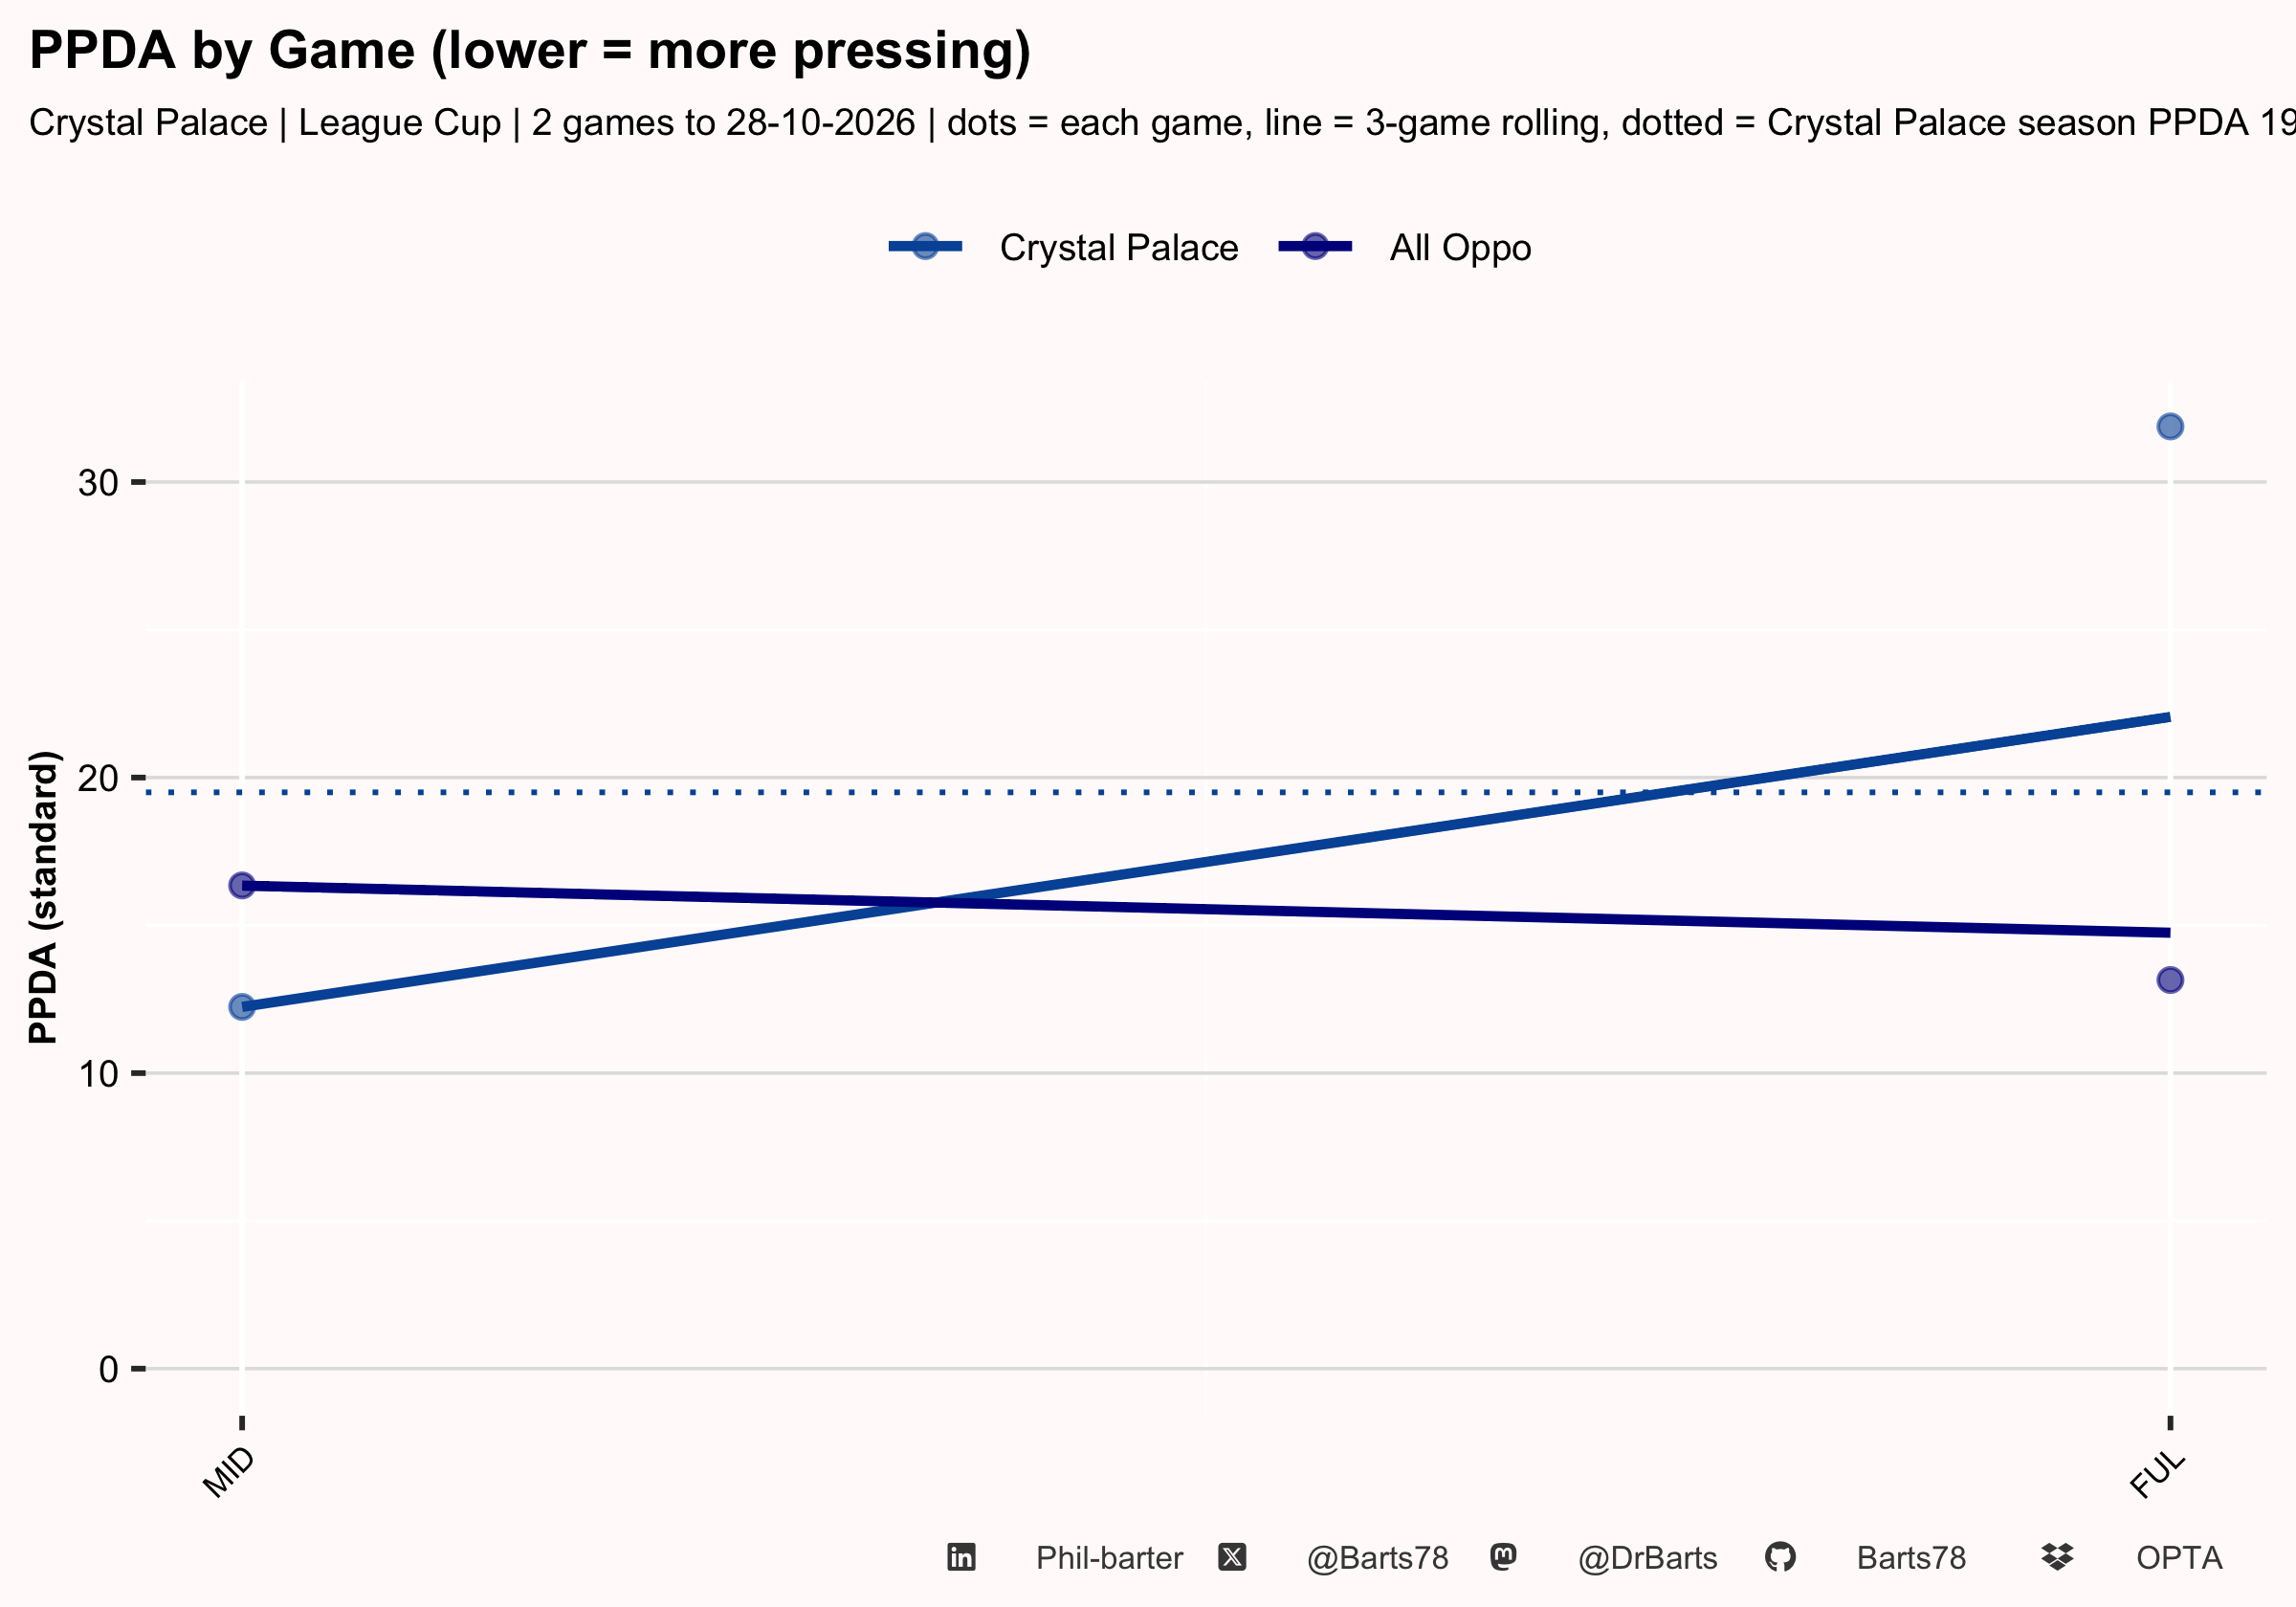 PPDA by Game (lower = more pressing)
Crystal Palace | League Cup | 2 games to 28-10-2026 | dots = each game, line = 3-game rolling, dotted = Crystal Palace season PPDA 19
Crystal Palace All Oppo
PPDA (standard)
30
20
10
0
MID FUL
Phil-barter @Barts78 @DrBarts Barts78 OPTA